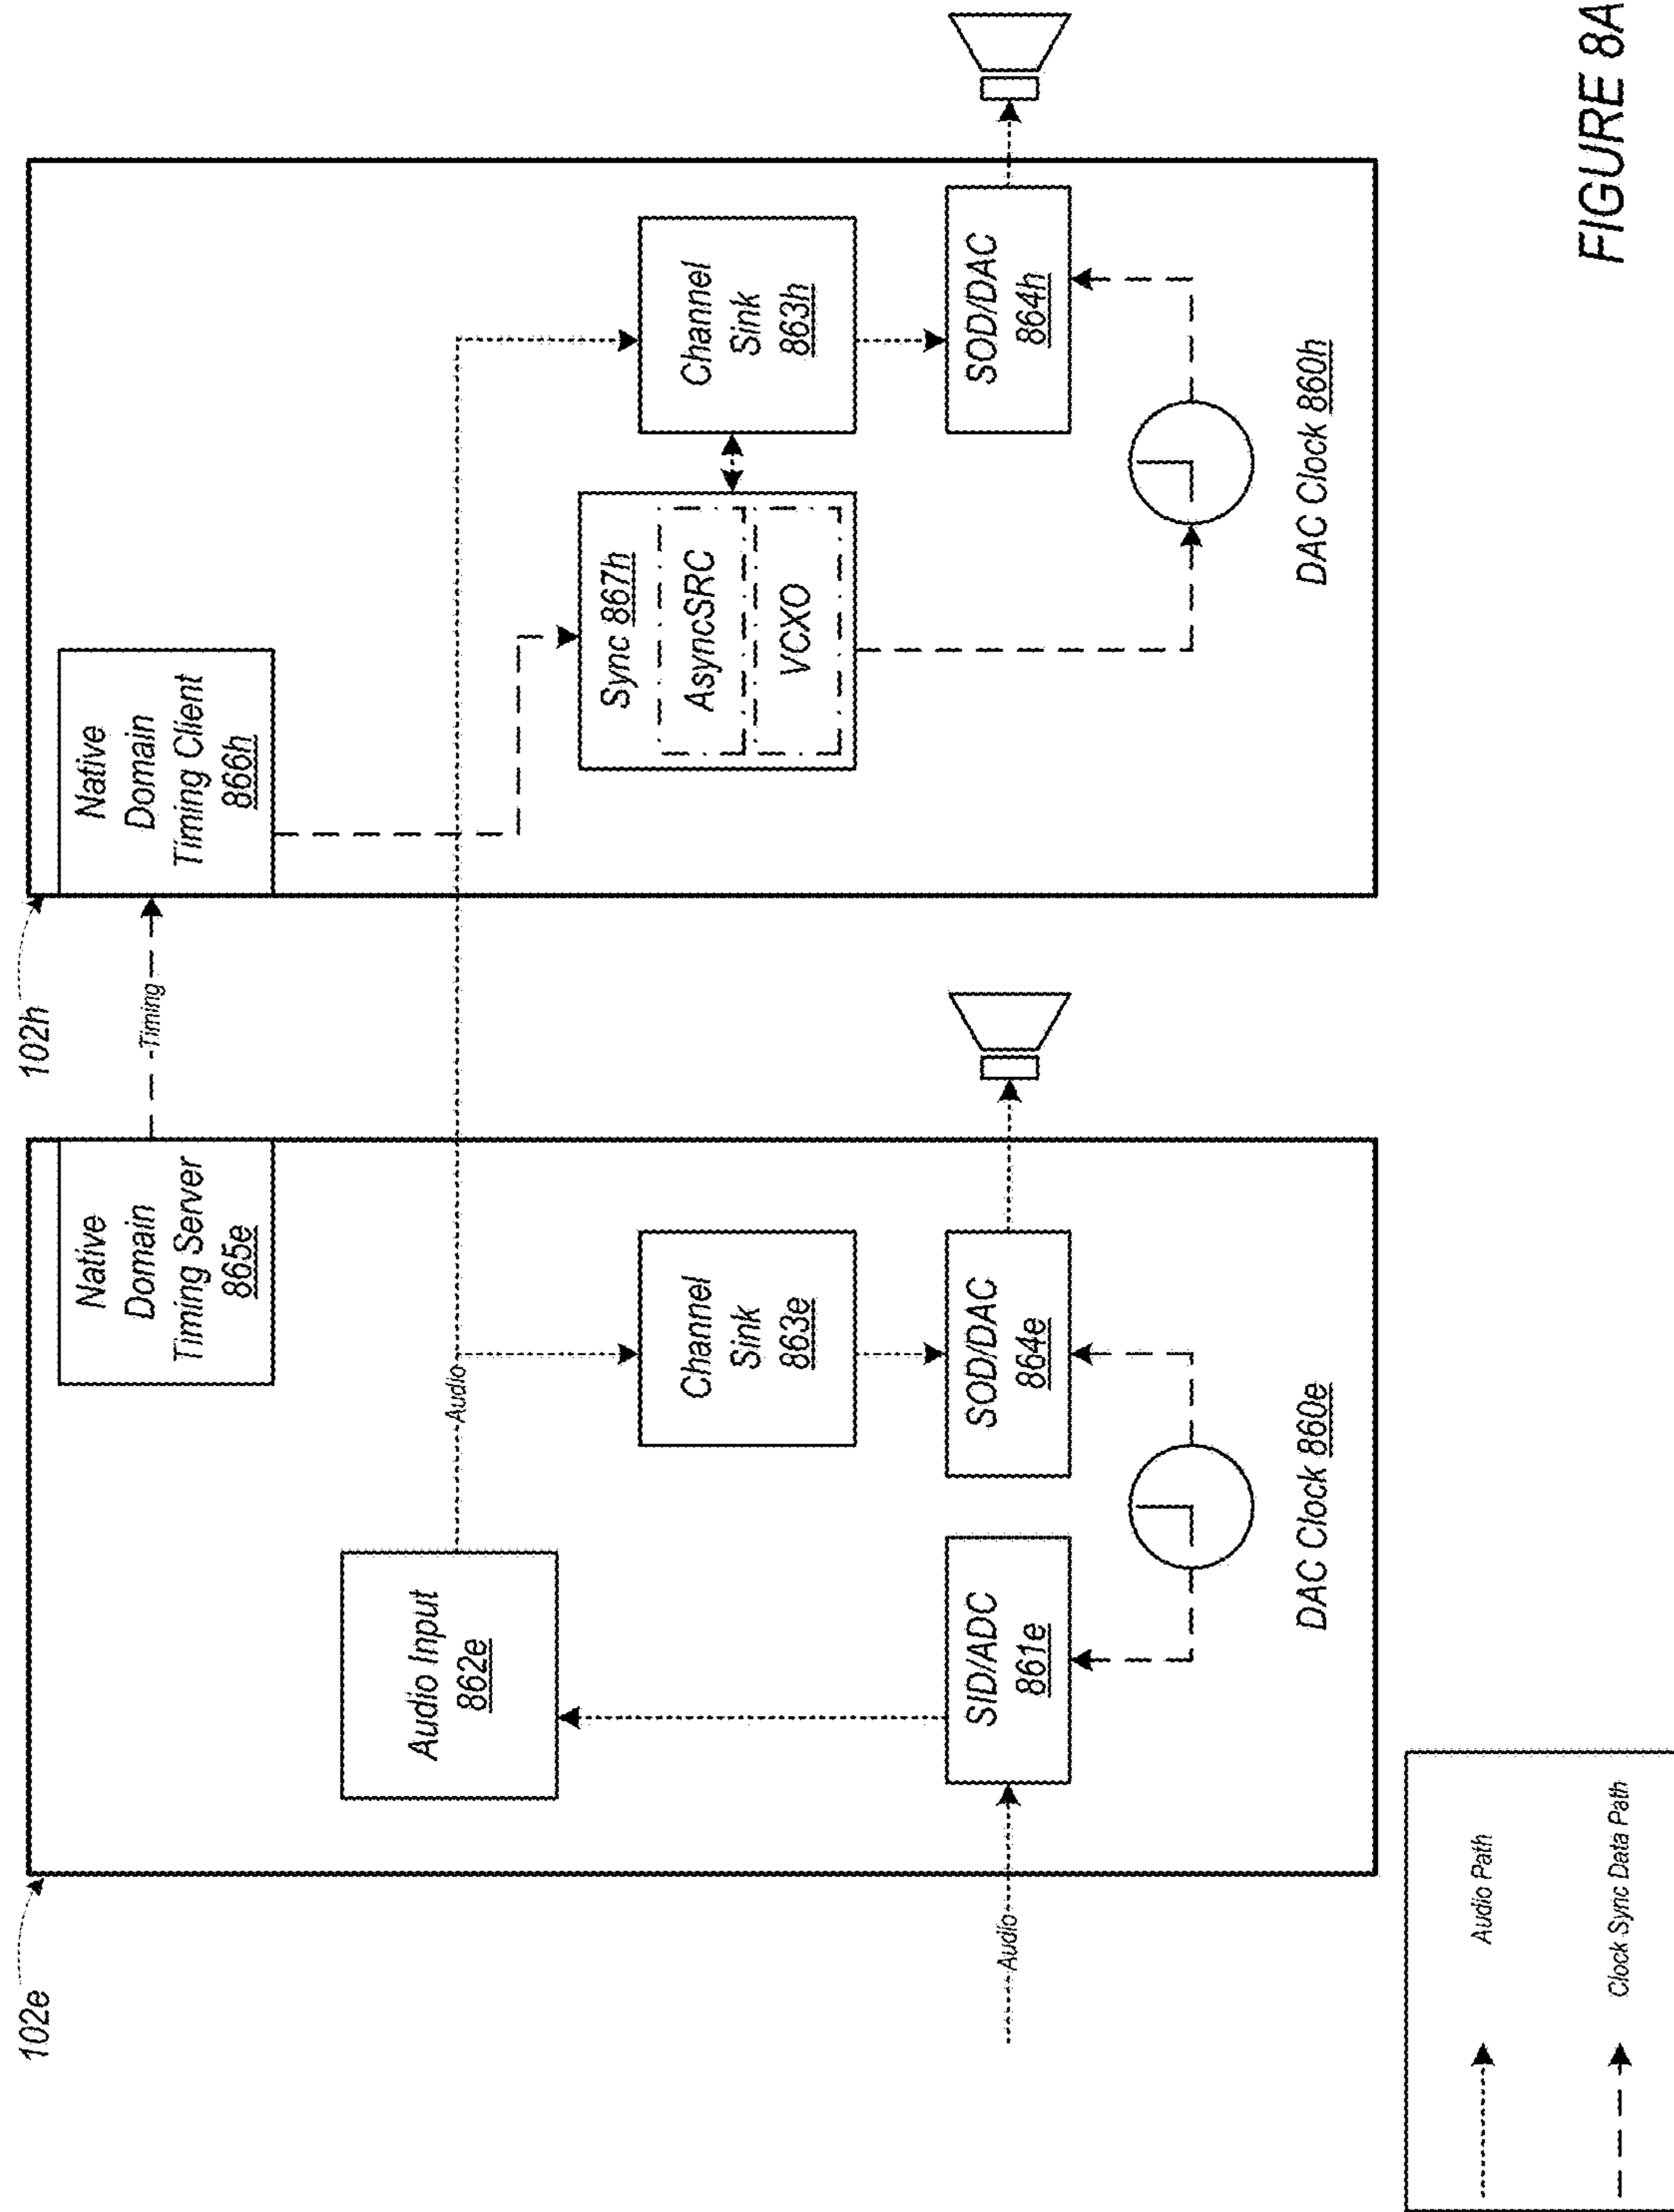 102e
102h
Native
Domain
Timing Server
865e
Timing
Native
Domain
Timing Client
866h
Audio Input
862e
Audio
Channel
Sink
863e
Sync 867h
AsyncSRC
VCXO
Channel
Sink
863h
Audio
SID/ADC
861e
SOD/DAC
864e
SOD/DAC
864h
DAC Clock 860e
DAC Clock 860h
Audio Path
Clock Sync Data Path
FIGURE 8A